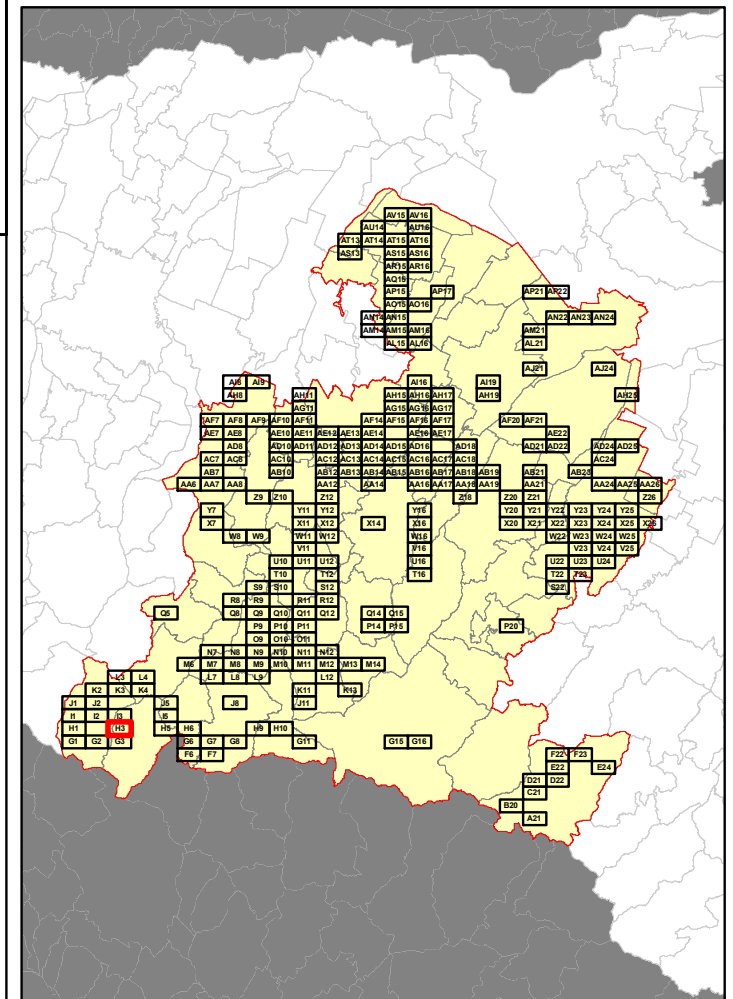 AV15 AV16
AU14 AU16
AT13 AT14 AT15 AT16
AS13 AS15 AS16
AR15 AR16
AQ15
AP15 AP17 AP21 AP22
AO15 AO16
AN14 AN15 AN22 AN23 AN24
AM14 AM15 AM16 AM21
AL15 AL16 AL21
AJ21 AJ24
AI8 AI9 AI16 AI19
AH8 AH11 AH15 AH16 AH17 AH19 AH25
AG11 AG15 AG16 AG17
AF7 AF8 AF9 AF10 AF11 AF14 AF15 AF16 AF17 AF20 AF21
AE7 AE8 AE10 AE11 AE12 AE13 AE14 AE16 AE17 AE22
AD8 AD10 AD11 AD12 AD13 AD14 AD15 AD16 AD18 AD21 AD22 AD24 AD25
AC7 AC8 AC10 AC12 AC13 AC14 AC15 AC16 AC17 AC18 AC24
AB7 AB10 AB12 AB13 AB14 AB15 AB16 AB17 AB18 AB19 AB21 AB23
AA6 AA7 AA8 AA12 AA14 AA16 AA17 AA18 AA19 AA21 AA24 AA25 AA26
Z9 Z10 Z12 Z18 Z20 Z21 Z26
Y7 Y11 Y12 Y16 Y20 Y21 Y22 Y23 Y24 Y25
X7 X11 X12 X14 X16 X20 X21 X22 X23 X24 X25 X26
W8 W9 W11 W12 W16 W22 W23 W24 W25
V11 V16 V23 V24 V25
U10 U11 U12 U16 U22 U23 U24
T10 T12 T16 T22 T23
S9 S10 S12 S22
R8 R9 R11 R12
Q5 Q8 Q9 Q10 Q11 Q12 Q14 Q15
P9 P10 P11 P14 P15 P20
O9 O10 O11
N7 N8 N9 N10 N11 N12
M6 M7 M8 M9 M10 M11 M12 M13 M14
L3 L4 L7 L8 L9 L12
K2 K3 K4 K11 K13
J1 J2 J5 J8 J11
I1 I2 I3 I5
H1 H3 H5 H6 H9 H10
G1 G2 G3 G6 G7 G8 G11 G15 G16
F6 F7 F22 F23
E22 E24
D21 D22
C21
B20
A21